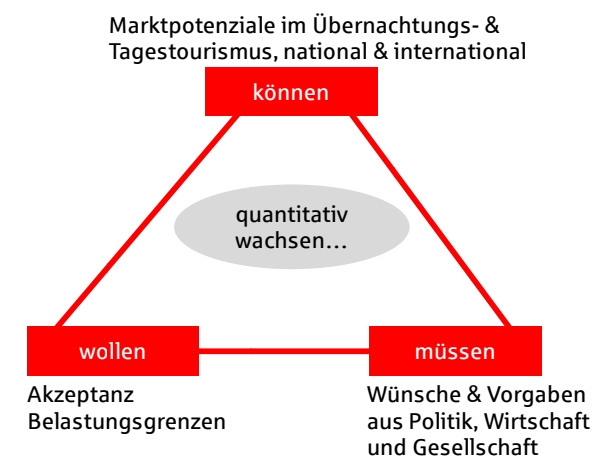 Marktpotenziale im Übernachtungs- &
Tagestourismus, national & international
können
quantitativ
wachsen...
wollen
müssen
Akzeptanz
Belastungsgrenzen
Wünsche & Vorgaben
aus Politik, Wirtschaft
und Gesellschaft